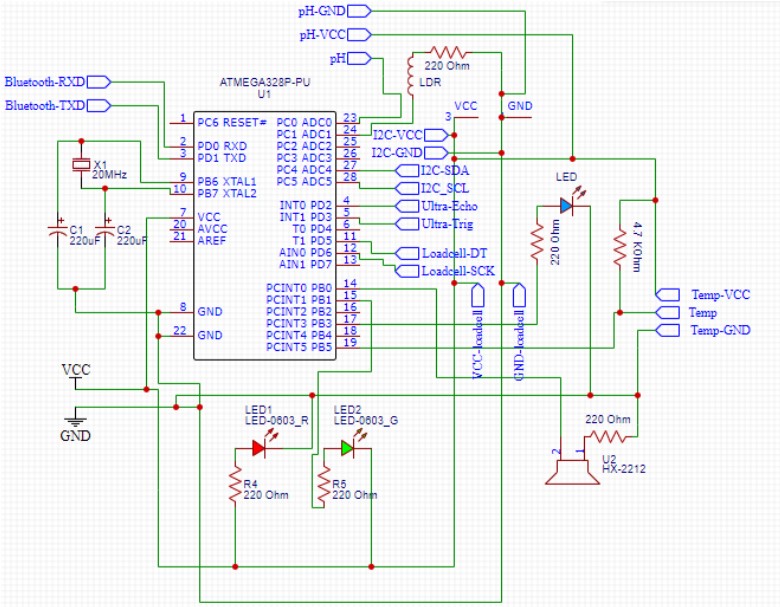 pH-GND
pH-VCC
pH
220 Ohm
LDR
Bluetooth-RXD
Bluetooth-TXD
ATMEGA328P-PU
U1
VCC
GND
3
I2C-VCC
I2C-GND
I2C-SDA
I2C_SCL
Ultra-Echo
Ultra-Trig
Loadcell-DT
Loadcell-SCK
1 PC6 RESET#
2 PD0 RXD
3 PD1 TXD
9 PB6 XTAL1
10 PB7 XTAL2
7 VCC
20 AVCC
21 AREF
8 GND
22 GND
PC0 ADC0 23
PC1 ADC1 24
PC2 ADC2 25
PC3 ADC3 26
PC4 ADC4 27
PC5 ADC5 28
INT0 PD2 4
INT1 PD3 5
T0 PD4 6
T1 PD5 11
AIN0 PD6 12
AIN1 PD7 13
PCINT0 PB0 14
PCINT1 PB1 15
PCINT2 PB2 16
PCINT3 PB3 17
PCINT4 PB4 18
PCINT5 PB5 19
X1
20MHz
C1
220uF
C2
220uF
LED
220 Ohm
4.7 KOhm
VCC-loadcell
GND-loadcell
Temp-VCC
Temp
Temp-GND
VCC
GND
LED1
LED-0603_R
LED2
LED-0603_G
R4
220 Ohm
R5
220 Ohm
220 Ohm
2
1
U2
HX-2212